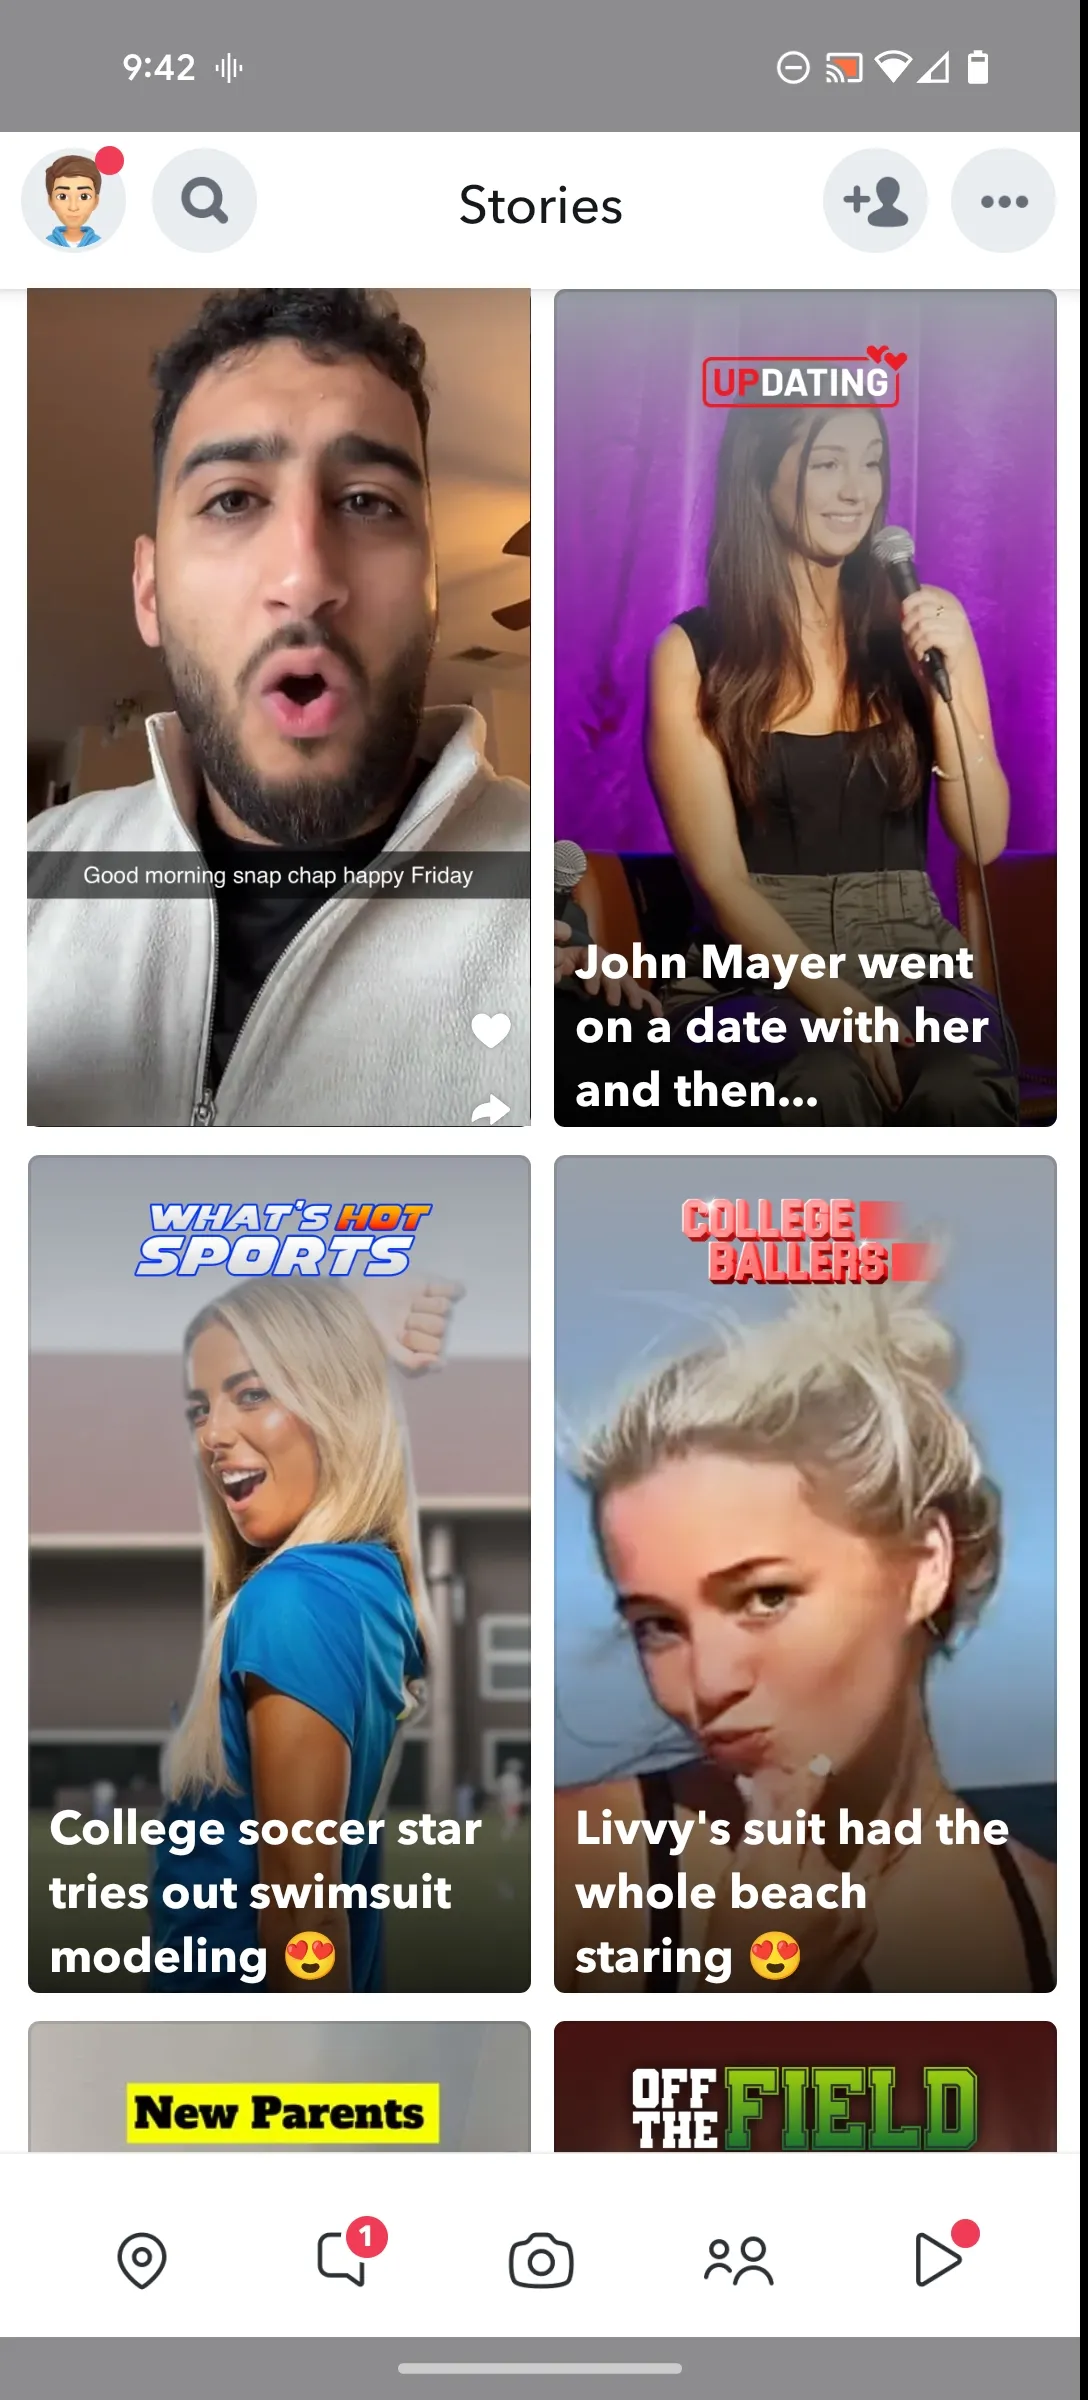 9:42
Stories
Good morning snap chap happy Friday
UPDATING
John Mayer went
on a date with her
and then...
WHAT'S HOT
SPORTS
College soccer star
tries out swimsuit
modeling 😍
COLLEGE
BALLERS
Livvy's suit had the
whole beach
staring 😍
New Parents
OFF
THE FIELD
1